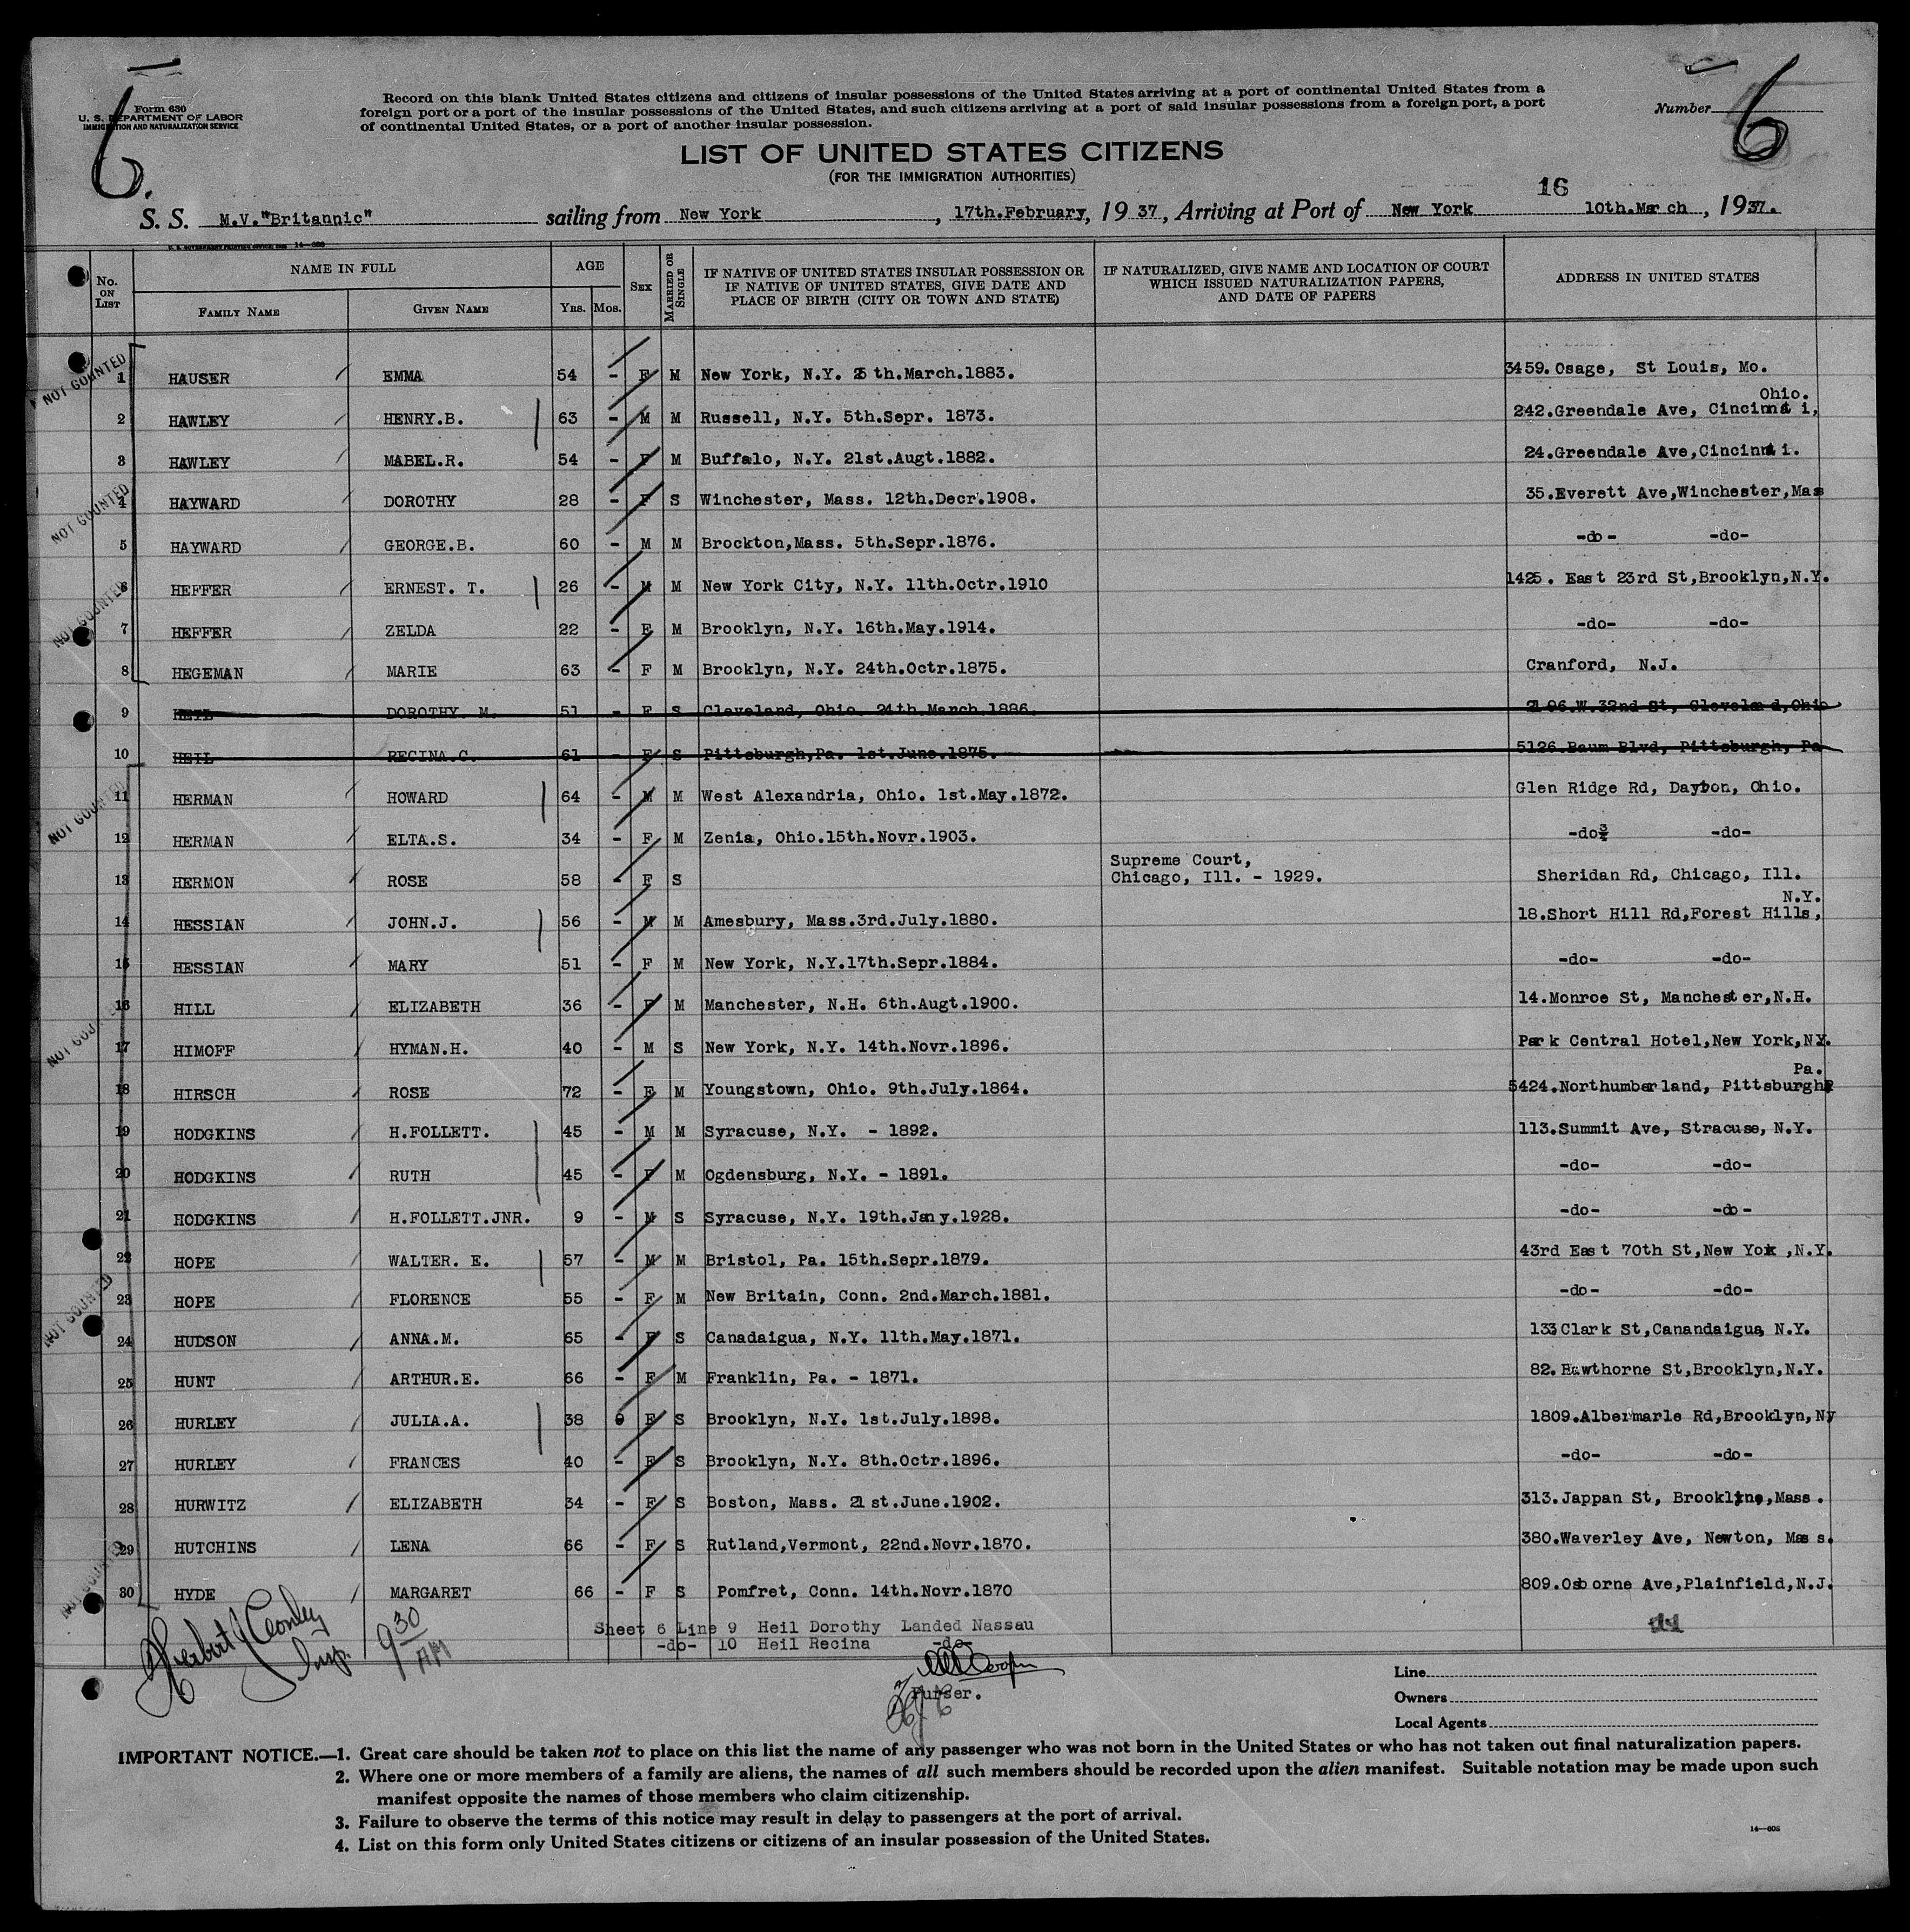 6.
6
Form 630
U. S. DEPARTMENT OF LABOR
IMMIGRATION AND NATURALIZATION SERVICE
Record on this blank United States citizens and citizens of insular possessions of the United States arriving at a port of continental United States from a
foreign port or a port of the insular possessions of the United States, and such citizens arriving at a port of said insular possessions from a foreign port, a port
of continental United States, or a port of another insular possession.
Number
LIST OF UNITED STATES CITIZENS
(FOR THE IMMIGRATION AUTHORITIES)
16
S. S. M.V."Britannic" sailing from New York, 17th.February, 1937, Arriving at Port of New York 10th.March, 1937.
U. S. GOVERNMENT PRINTING OFFICE: 14—608
No. ON LIST NAME IN FULL AGE SEX MARRIED OR SINGLE IF NATIVE OF UNITED STATES INSULAR POSSESSION OR IF NATIVE OF UNITED STATES, GIVE DATE AND PLACE OF BIRTH (CITY OR TOWN AND STATE) IF NATURALIZED, GIVE NAME AND LOCATION OF COURT WHICH ISSUED NATURALIZATION PAPERS, AND DATE OF PAPERS ADDRESS IN UNITED STATES
FAMILY NAME GIVEN NAME YRS. MOS.
NOT COUNTED
1 HAUSER EMMA 54 - F M New York, N.Y. 25th.March.1883. 3459.Osage, St Louis, Mo.
Ohio.
2 HAWLEY HENRY.B. 63 - M M Russell, N.Y. 5th.Sepr. 1873. 242.Greendale Ave, Cincinnati,
3 HAWLEY MABEL.R. 54 - F M Buffalo, N.Y. 21st.Augt.1882. 24.Greendale Ave,Cincinnati.
NOT COUNTED
4 HAYWARD DOROTHY 28 - F S Winchester, Mass. 12th.Decr.1908. 35.Everett Ave,Winchester,Mas
5 HAYWARD GEORGE.B. 60 - M M Brockton,Mass. 5th.Sepr.1876. -do- -do-
NOT COUNTED
6 HEFFER ERNEST. T. 26 - M M New York City, N.Y. 11th.Octr.1910 1425. East 23rd St,Brooklyn,N.Y.
7 HEFFER ZELDA 22 - F M Brooklyn, N.Y. 16th.May.1914. -do- -do-
8 HEGEMAN MARIE 63 - F M Brooklyn, N.Y. 24th.Octr.1875. Cranford, N.J.
9 HEIL DOROTHY. M. 51 - F S Cleveland, Ohio 24th.March.1886. 2106.W.32nd St, Cleveland,Ohio
10 HEIL REGINA.C. 61 - F S Pittsburgh,Pa. 1st.June.1875. 5126.Baum Blvd, Pittsburgh, Pa
NOT COUNTED
11 HERMAN HOWARD 64 - M M West Alexandria, Ohio. 1st.May.1872. Glen Ridge Rd, Dayton, Ohio.
12 HERMAN ELTA.S. 34 - F M Zenia, Ohio.15th.Novr.1903. -do- -do-
13 HERMON ROSE 58 - F S Supreme Court,
Chicago, Ill. - 1929. Sheridan Rd, Chicago, Ill.
N.Y.
14 HESSIAN JOHN.J. 56 - M M Amesbury, Mass.3rd.July.1880. 18.Short Hill Rd,Forest Hills,
15 HESSIAN MARY 51 - F M New York, N.Y.17th.Sepr.1884. -do- -do-
16 HILL ELIZABETH 36 - F M Manchester, N.H. 6th.Augt.1900. 14.Monroe St, Manchester,N.H.
NOT COUNTED
17 HIMOFF HYMAN.H. 40 - M S New York, N.Y. 14th.Novr.1896. Park Central Hotel,New York,NY.
Pa.
18 HIRSCH ROSE 72 - F M Youngstown, Ohio. 9th.July.1864. 5424.Northumberland, Pittsburgh
19 HODGKINS H.FOLLETT. 45 - M M Syracuse, N.Y. - 1892. 113.Summit Ave, Stracuse, N.Y.
20 HODGKINS RUTH 45 - F M Ogdensburg, N.Y. - 1891. -do- -do-
21 HODGKINS H.FOLLETT.JNR. 9 - M S Syracuse, N.Y. 19th.Jany.1928. -do- -do-
22 HOPE WALTER. E. 57 - M M Bristol, Pa. 15th.Sepr.1879. 43rd East 70th St,New York,N.Y.
23 HOPE FLORENCE 55 - F M New Britain, Conn. 2nd.March.1881. -do- -do-
NOT COUNTED
24 HUDSON ANNA.M. 65 - F S Canadaigua, N.Y. 11th.May.1871. 133 Clark St,Canandaigua, N.Y.
25 HUNT ARTHUR.E. 66 - F M Franklin, Pa. - 1871. 82. Hawthorne St,Brooklyn,N.Y.
26 HURLEY JULIA.A. 38 F S Brooklyn, N.Y. 1st.July.1898. 1809.Albermarle Rd,Brooklyn,Ny
27 HURLEY FRANCES 40 - F S Brooklyn, N.Y. 8th.Octr.1896. -do- -do-
28 HURWITZ ELIZABETH 34 - F S Boston, Mass. 21st.June.1902. 313.Jappan St, Brooklyne,Mass.
29 HUTCHINS LENA 66 - F S Rutland,Vermont, 22nd.Novr.1870. 380.Waverley Ave, Newton, Mass.
NOT COUNTED
30 HYDE MARGARET 66 - F S Pomfret, Conn. 14th.Novr.1870 809.Osborne Ave,Plainfield,N.J.
Sheet 6 Line 9 Heil Dorothy Landed Nassau
-do- 10 Heil Recina -do-
Herbert J Conley
Insp.
9 30 AM
Purser.
Line
Owners
Local Agents
IMPORTANT NOTICE.—1. Great care should be taken not to place on this list the name of any passenger who was not born in the United States or who has not taken out final naturalization papers.
2. Where one or more members of a family are aliens, the names of all such members should be recorded upon the alien manifest. Suitable notation may be made upon such
manifest opposite the names of those members who claim citizenship.
3. Failure to observe the terms of this notice may result in delay to passengers at the port of arrival.
4. List on this form only United States citizens or citizens of an insular possession of the United States.
14—608